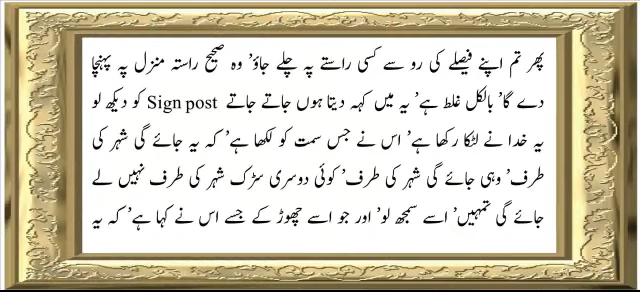 پھر تم اپنے فیصلے کی رو سے کسی راستے پہ چلے جاؤ’ وہ صحیح راستہ منزل پہ پہنچا
دے گا’ بالکل غلط ہے’ یہ میں کہہ دیتا ہوں جاتے جاتے Sign post کو دیکھ لو
یہ خدا نے لٹکا رکھا ہے’ اس نے جس سمت کو لکھا ہے’ کہ یہ جائے گی شہر کی
طرف’ وہی جائے گی شہر کی طرف’ کوئی دوسری سڑک شہر کی طرف نہیں لے
جائے گی تمہیں’ اسے سمجھ لو’ اور جو اسے چھوڑ کے جسے اس نے کہا ہے’ کہ یہ